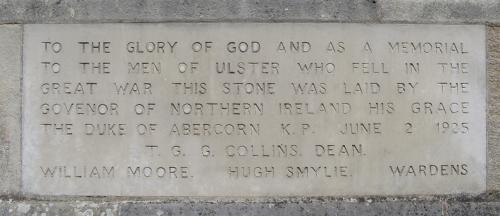 TO THE GLORY OF GOD AND AS A MEMORIAL
TO THE MEN OF ULSTER WHO FELL IN THE
GREAT WAR THIS STONE WAS LAID BY THE
GOVENOR OF NORTHERN IRELAND HIS GRACE
THE DUKE OF ABERCORN K.P. JUNE 2 1925
T. G. G. COLLINS. DEAN.
WILLIAM MOORE. HUGH SMYLIE. WARDENS